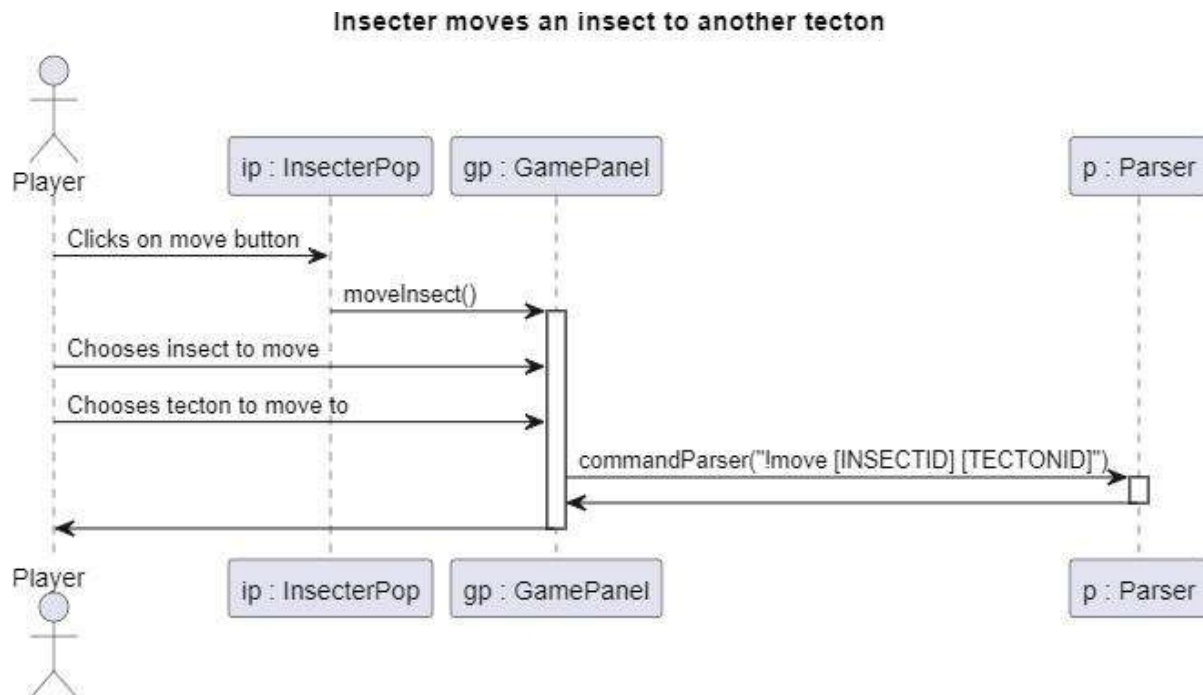 Insecter moves an insect to another tecton
Player
ip : InsecterPop
gp : GamePanel
p : Parser
Clicks on move button
moveInsect()
Chooses insect to move
Chooses tecton to move to
commandParser("!move [INSECTID] [TECTONID]")
Player
ip : InsecterPop
gp : GamePanel
p : Parser